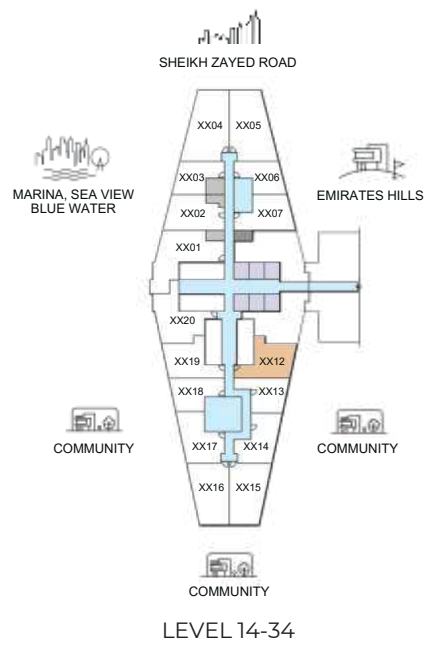 SHEIKH ZAYED ROAD
XX04 XX05
MARINA, SEA VIEW
BLUE WATER
EMIRATES HILLS
XX03 XX06
XX02 XX07
XX01
XX20
XX19 XX12
XX18 XX13
COMMUNITY
COMMUNITY
XX17 XX14
XX16 XX15
COMMUNITY
LEVEL 14-34